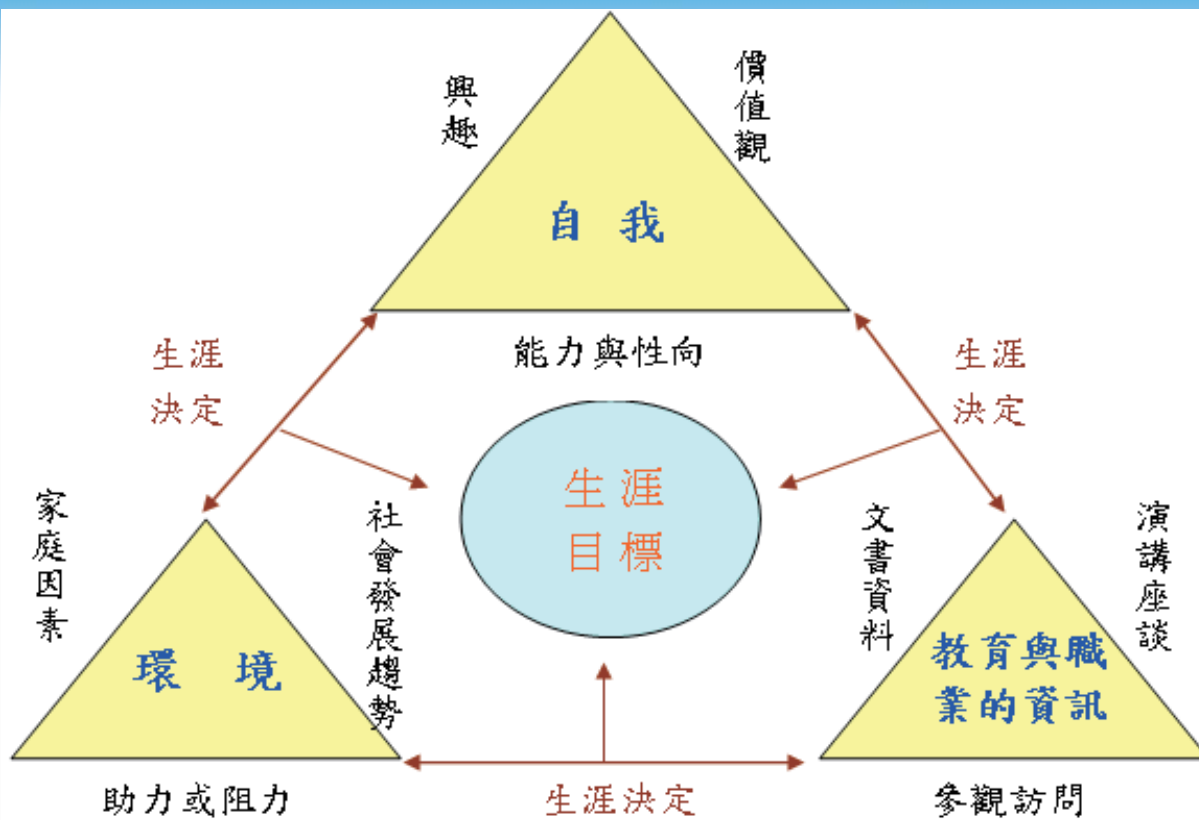 興趣
價值觀
自 我
能力與性向
生涯
決定
生涯
決定
生涯
目標
家庭因素
社會發展趨勢
環 境
助力或阻力
文書資料
演講座談
教育與職
業的資訊
參觀訪問
生涯決定